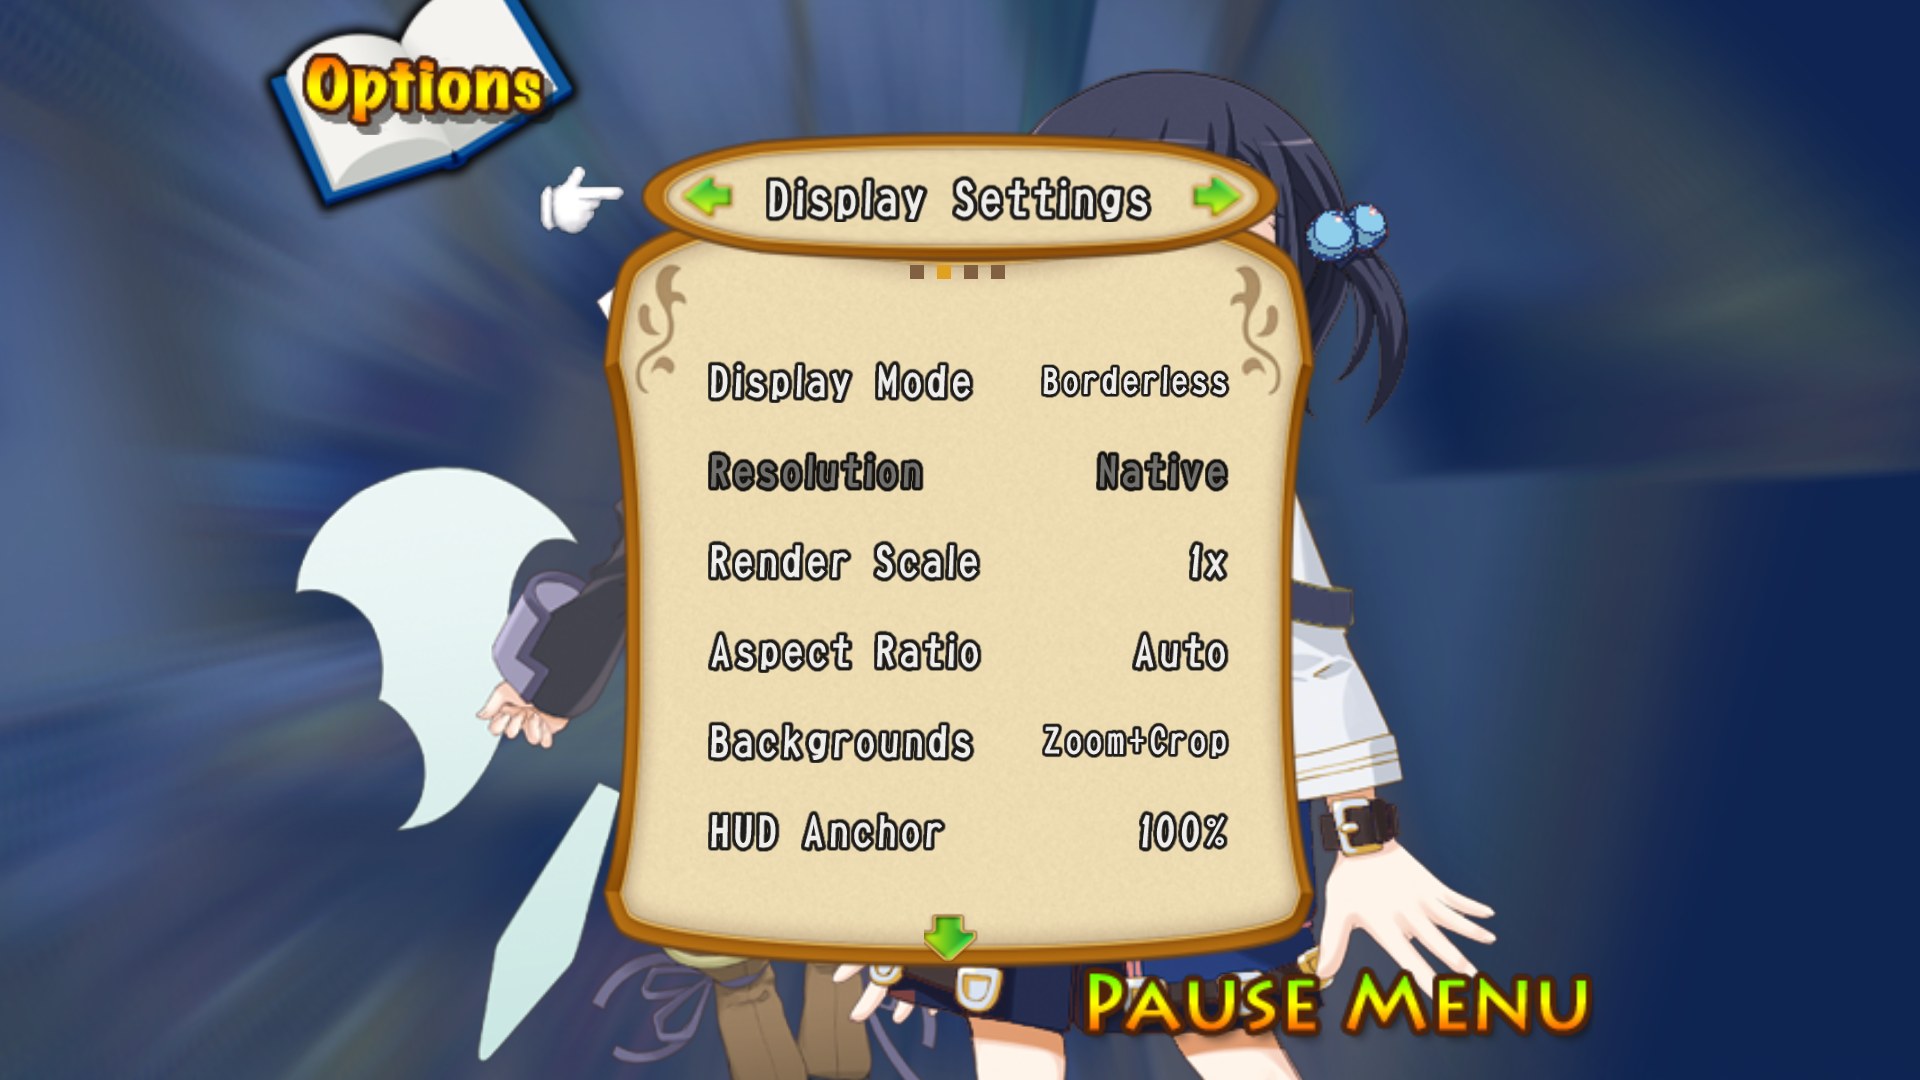 Options
Display Settings
Display Mode Borderless
Resolution Native
Render Scale 1x
Aspect Ratio Auto
Backgrounds Zoom+Crop
HUD Anchor 100%
PAUSE MENU